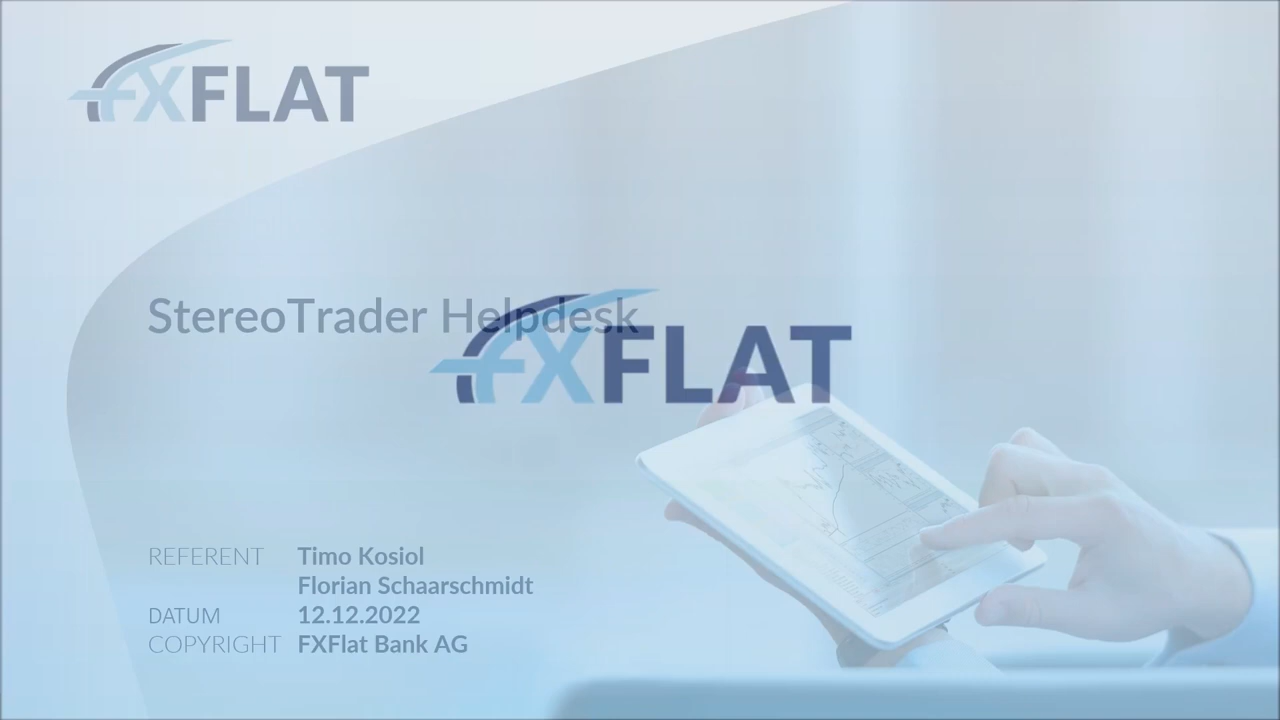 fXFLAT
StereoTrader Helpdesk
fXFLAT
REFERENT Timo Kosiol
Florian Schaarschmidt
DATUM 12.12.2022
COPYRIGHT FXFlat Bank AG